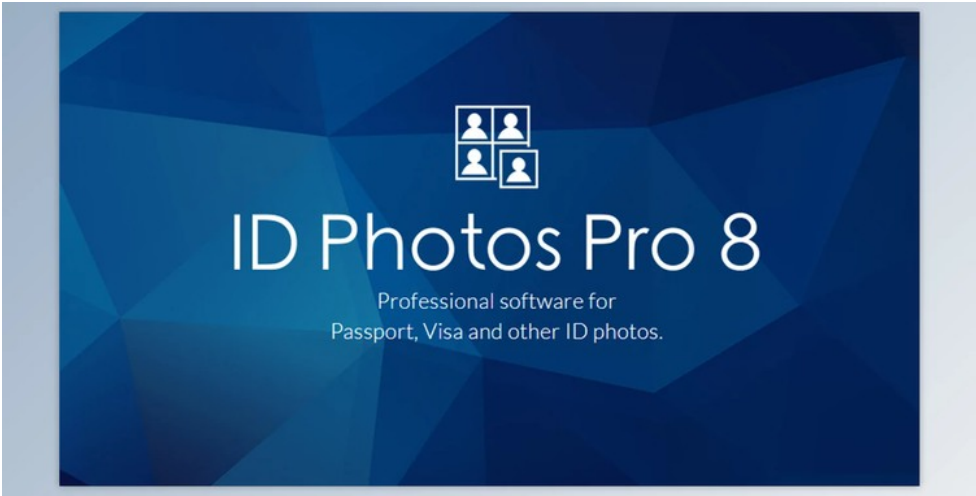 ID Photos Pro 8
Professional software for
Passport, Visa and other ID photos.